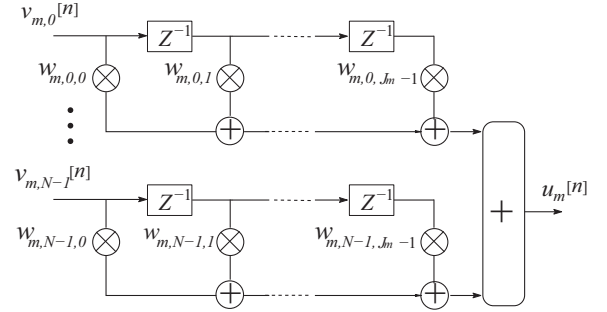 v_{m,0}[n]
Z^{-1} Z^{-1}
w_{m,0,0} w_{m,0,1} w_{m,0,J_m-1}
+ +
v_{m,N-1}[n]
Z^{-1} Z^{-1}
+ u_m[n]
w_{m,N-1,0} w_{m,N-1,1} w_{m,N-1,J_m-1}
+ +